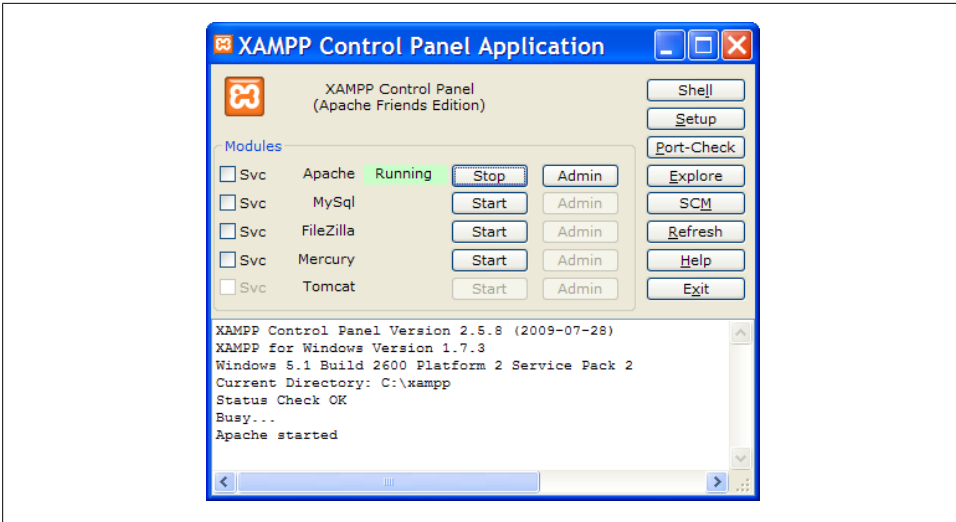 XAMPP Control Panel Application
XAMPP Control Panel
(Apache Friends Edition)
Shell
Setup
Port-Check
Explore
SCM
Refresh
Help
Exit
Modules
Svc Apache Running Stop Admin
Svc MySql Start Admin
Svc FileZilla Start Admin
Svc Mercury Start Admin
Svc Tomcat Start Admin
XAMPP Control Panel Version 2.5.8 (2009-07-28)
XAMPP for Windows Version 1.7.3
Windows 5.1 Build 2600 Platform 2 Service Pack 2
Current Directory: C:\xampp
Status Check OK
Busy...
Apache started